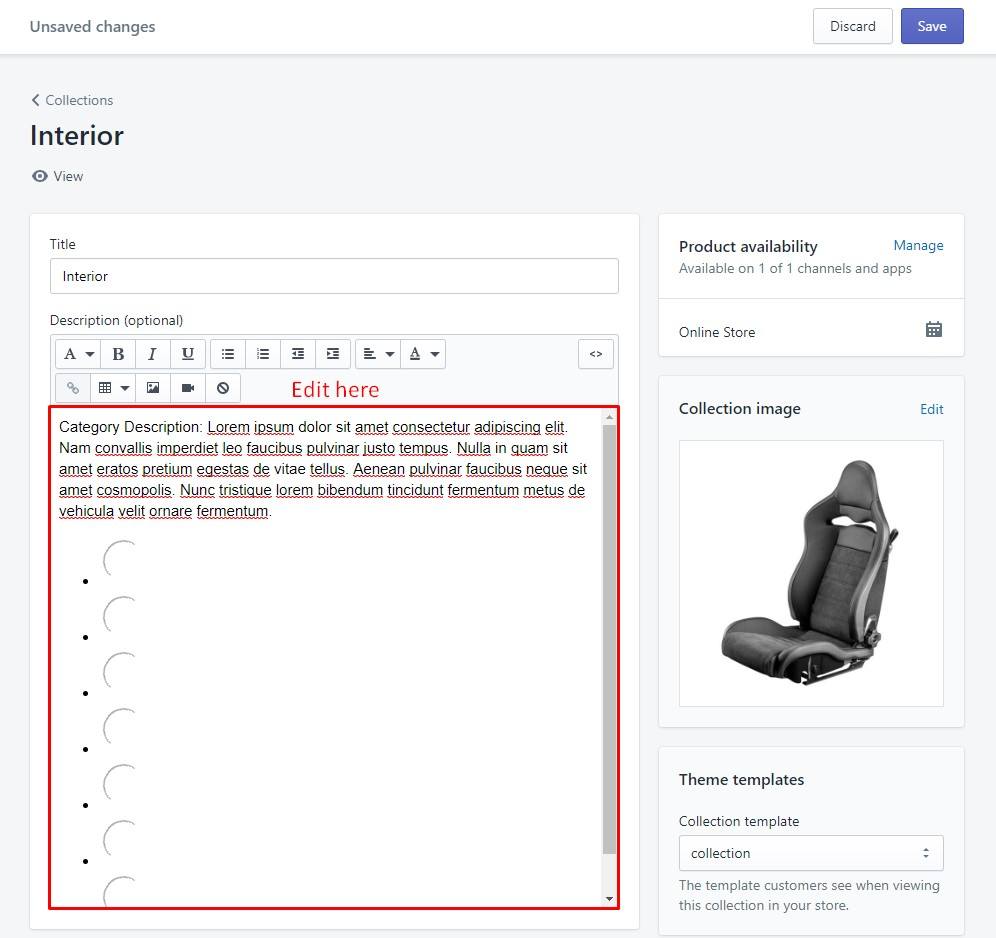 Unsaved changes
Discard
Save
Collections
Interior
View
Title
Interior
Description (optional)
A B I U A <>
Edit here
Category Description: Lorem ipsum dolor sit amet consectetur adipiscing elit.
Nam convallis imperdiet leo faucibus pulvinar justo tempus. Nulla in quam sit
amet eratos pretium egestas de vitae tellus. Aenean pulvinar faucibus neque sit
amet cosmopolis. Nunc tristique lorem bibendum tincidunt fermentum metus de
vehicula velit ornare fermentum.
Product availability
Manage
Available on 1 of 1 channels and apps
Online Store
Collection image
Edit
Theme templates
Collection template
collection
The template customers see when viewing
this collection in your store.